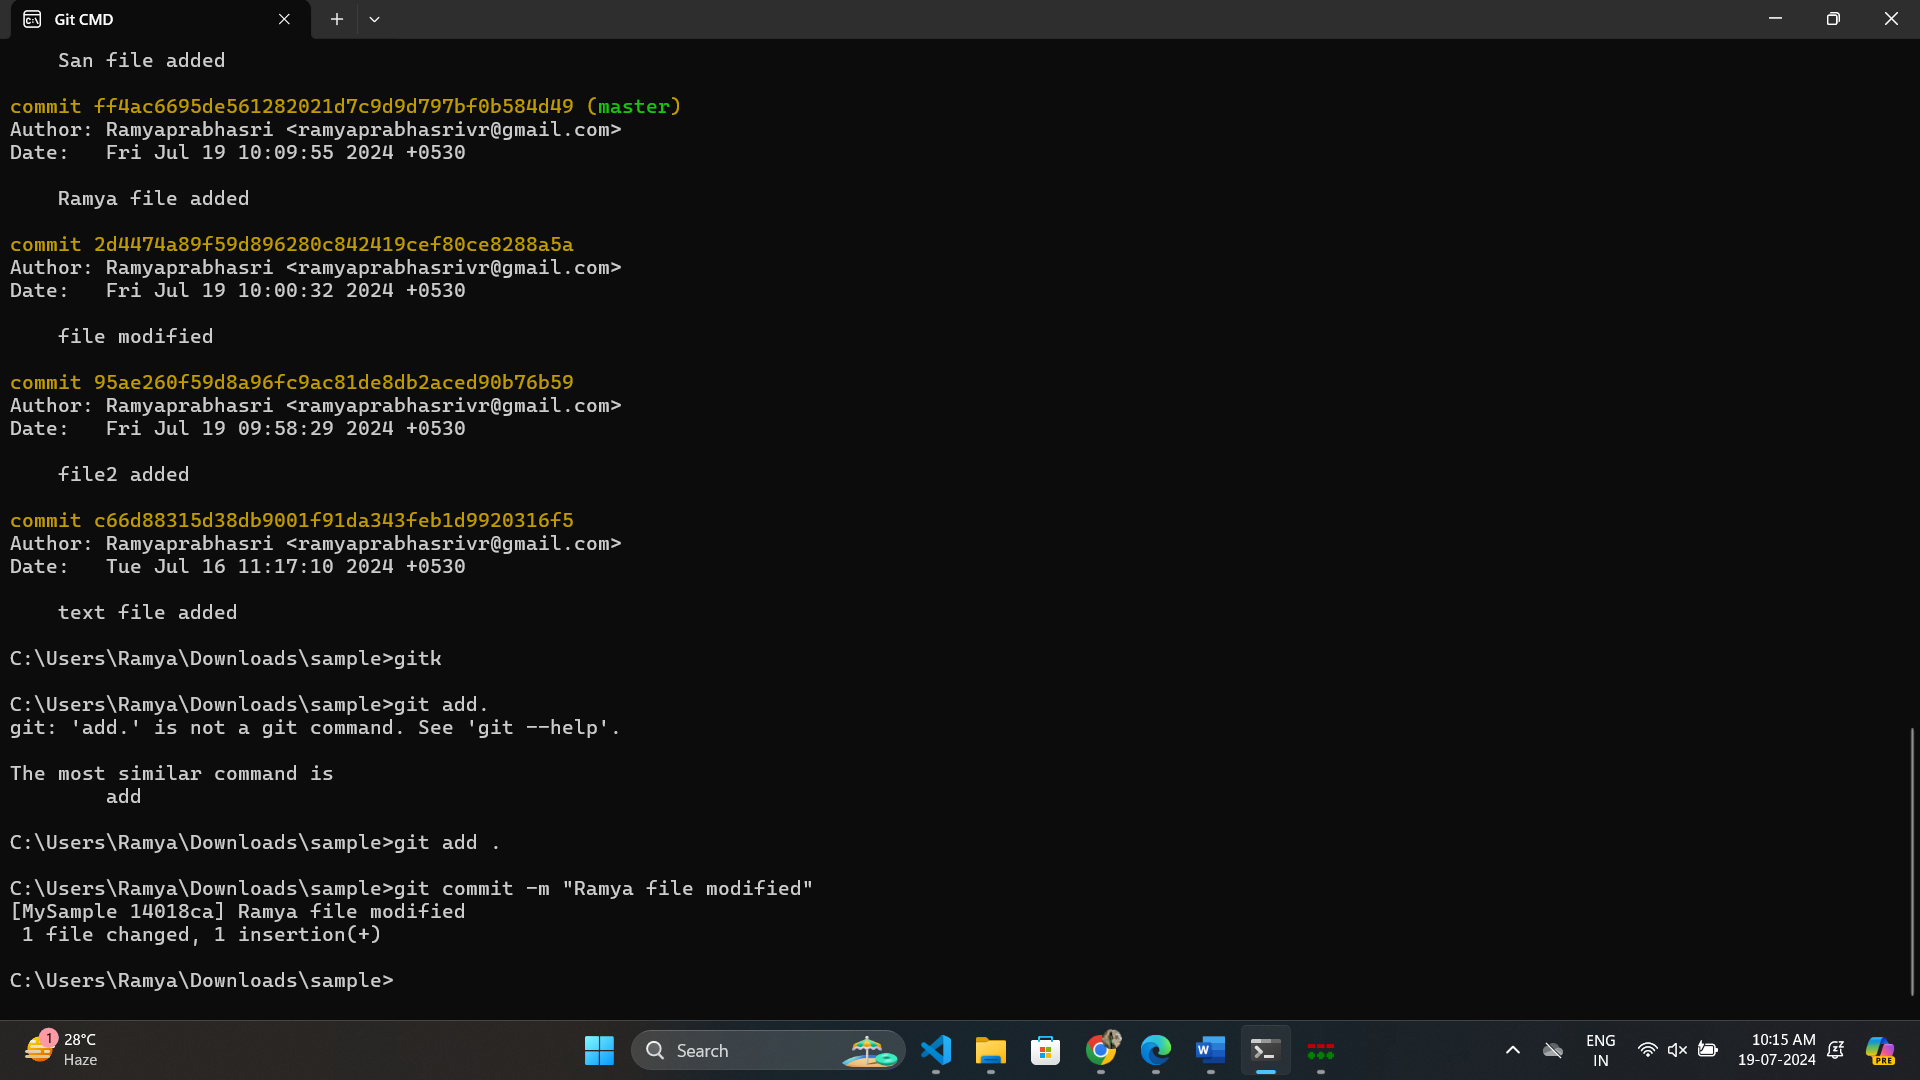 Git CMD
San file added
commit ff4ac6695de561282021d7c9d9d797bf0b584d49 (master)
Author: Ramyaprabhasri <ramyaprabhasrivr@gmail.com>
Date:   Fri Jul 19 10:09:55 2024 +0530
Ramya file added
commit 2d4474a89f59d896280c842419cef80ce8288a5a
Author: Ramyaprabhasri <ramyaprabhasrivr@gmail.com>
Date:   Fri Jul 19 10:00:32 2024 +0530
file modified
commit 95ae260f59d8a96fc9ac81de8db2aced90b76b59
Author: Ramyaprabhasri <ramyaprabhasrivr@gmail.com>
Date:   Fri Jul 19 09:58:29 2024 +0530
file2 added
commit c66d88315d38db9001f91da343feb1d9920316f5
Author: Ramyaprabhasri <ramyaprabhasrivr@gmail.com>
Date:   Tue Jul 16 11:17:10 2024 +0530
text file added
C:\Users\Ramya\Downloads\sample>gitk
C:\Users\Ramya\Downloads\sample>git add.
git: 'add.' is not a git command. See 'git --help'.
The most similar command is
add
C:\Users\Ramya\Downloads\sample>git add .
C:\Users\Ramya\Downloads\sample>git commit -m "Ramya file modified"
[MySample 14018ca] Ramya file modified
1 file changed, 1 insertion(+)
C:\Users\Ramya\Downloads\sample>
1
28°C
Haze
Search
W
ENG
IN
10:15 AM
19-07-2024
PRE